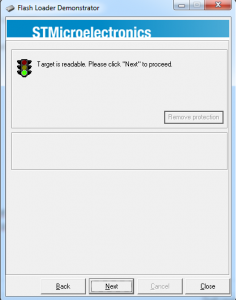 Flash Loader Demonstrator
STMicroelectronics
Target is readable. Please click "Next" to proceed.
Remove protection
Back Next Cancel Close